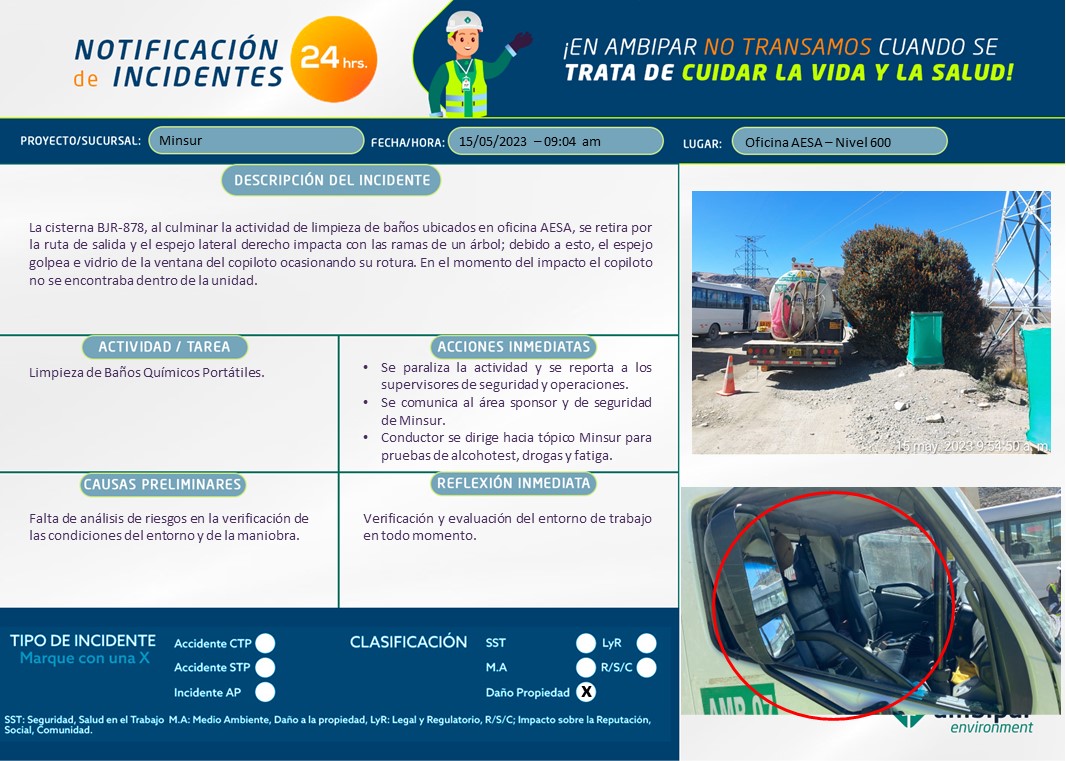 NOTIFICACIÓN
de INCIDENTES
24 hrs.
¡EN AMBIPAR NO TRANSAMOS CUANDO SE
TRATA DE CUIDAR LA VIDA Y LA SALUD!
PROYECTO/SUCURSAL: Minsur FECHA/HORA: 15/05/2023 – 09:04 am LUGAR: Oficina AESA – Nivel 600
DESCRIPCIÓN DEL INCIDENTE
La cisterna BJR-878, al culminar la actividad de limpieza de baños ubicados en oficina AESA, se retira por
la ruta de salida y el espejo lateral derecho impacta con las ramas de un árbol; debido a esto, el espejo
golpea e vidrio de la ventana del copiloto ocasionando su rotura. En el momento del impacto el copiloto
no se encontraba dentro de la unidad.
ACTIVIDAD / TAREA
Limpieza de Baños Químicos Portátiles.
ACCIONES INMEDIATAS
• Se paraliza la actividad y se reporta a los
supervisores de seguridad y operaciones.
• Se comunica al área sponsor y de seguridad
de Minsur.
• Conductor se dirige hacia tópico Minsur para
pruebas de alcohotest, drogas y fatiga.
CAUSAS PRELIMINARES
Falta de análisis de riesgos en la verificación de
las condiciones del entorno y de la maniobra.
REFLEXIÓN INMEDIATA
Verificación y evaluación del entorno de trabajo
en todo momento.
TIPO DE INCIDENTE
Marque con una X
Accidente CTP
Accidente STP
Incidente AP
CLASIFICACIÓN
SST LyR
M.A R/S/C
Daño Propiedad X
SST: Seguridad, Salud en el Trabajo M.A: Medio Ambiente, Daño a la propiedad, LyR: Legal y Regulatorio, R/S/C; Impacto sobre la Reputación,
Social, Comunidad.
15 may. 2023 9:53:50 a. m.
ambipar
environment